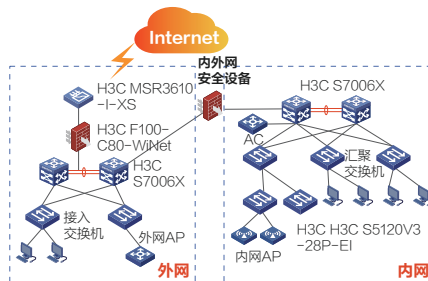 Internet
内外网
安全设备
H3C MSR3610
-I-XS
H3C F100-
C80-WiNet
H3C
S7006X
接入
交换机
外网AP
外网
H3C S7006X
AC
汇聚
交换机
H3C H3C S5120V3
-28P-EI
内网AP
内网